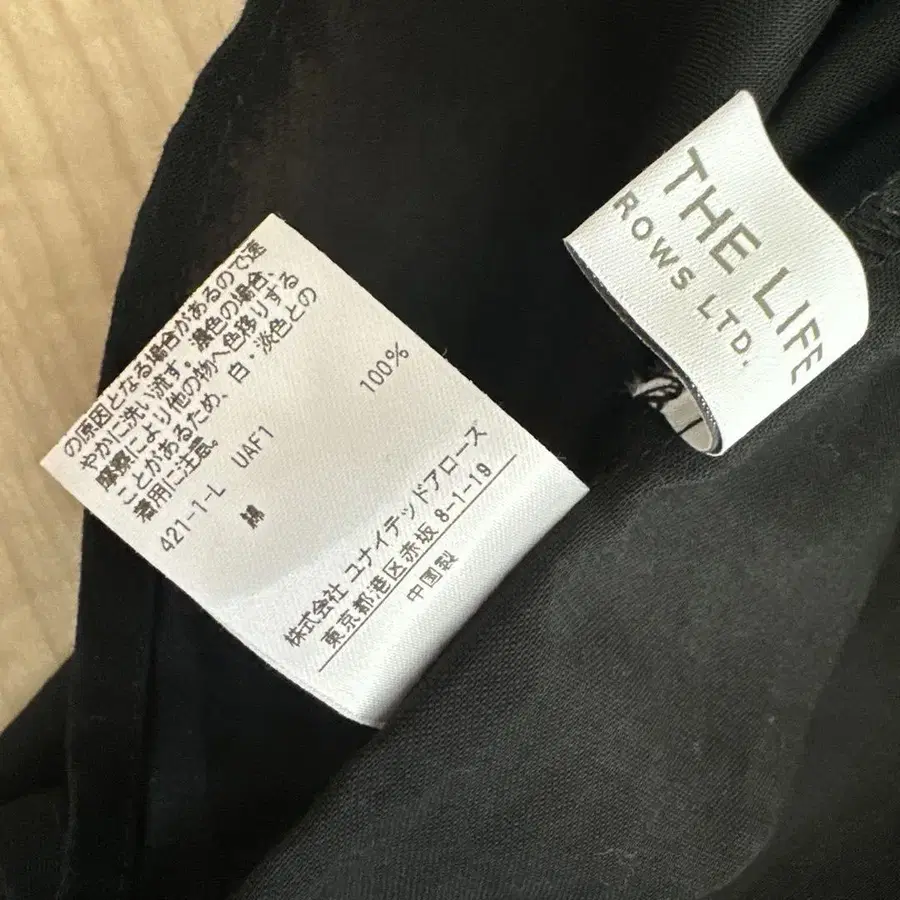 の原因となる場合があるので速
やかに洗い流す。濃色の場合、
摩擦により他の物へ色移りする
ことがあるため、白・淡色との
着用に注意。
421-1-L UAF1
綿 100%
株式会社 ユナイテッドアローズ
東京都港区赤坂 8-1-19
中国製
THE LIFE
ROWS LTD.